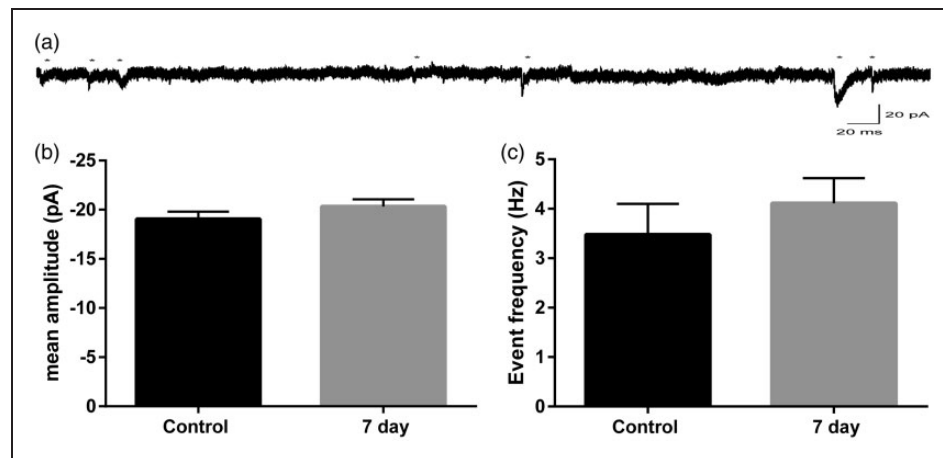 (a)
20 pA
20 ms
(b)
mean amplitude (pA)
-25
-20
-15
-10
-5
0
Control
7 day
(c)
Event frequency (Hz)
5
4
3
2
1
0
Control
7 day